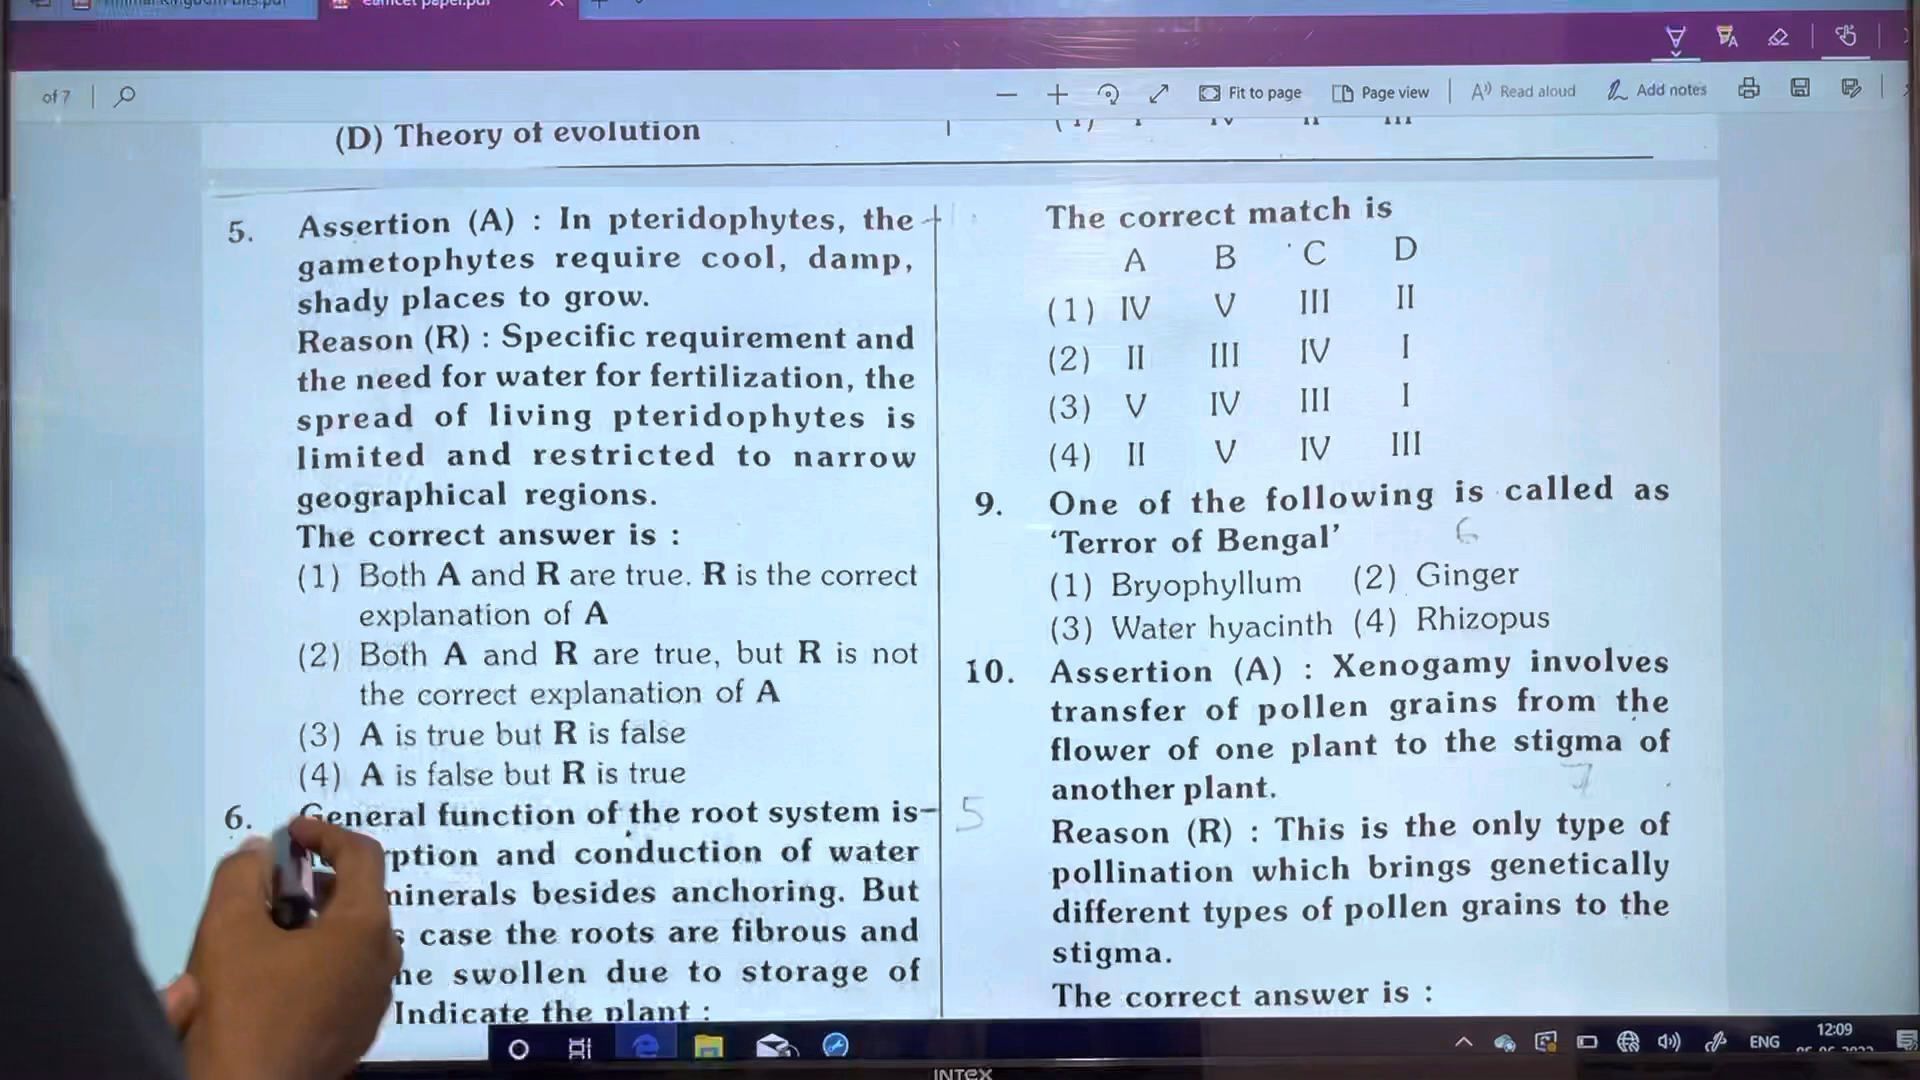 eamcet paper.pdf
of 7
Fit to page
Page view
Read aloud
Add notes
(D) Theory of evolution
5. Assertion (A) : In pteridophytes, the
gametophytes require cool, damp,
shady places to grow.
Reason (R) : Specific requirement and
the need for water for fertilization, the
spread of living pteridophytes is
limited and restricted to narrow
geographical regions.
The correct answer is :
(1) Both A and R are true. R is the correct
explanation of A
(2) Both A and R are true, but R is not
the correct explanation of A
(3) A is true but R is false
(4) A is false but R is true
6. General function of the root system is
conduction of water
minerals besides anchoring. But
case the roots are fibrous and
swollen due to storage of
Indicate the plant :
5
The correct match is
A B C D
(1) IV V III II
(2) II III IV I
(3) V IV III I
(4) II V IV III
9. One of the following is called as
‘Terror of Bengal’
6
(1) Bryophyllum (2) Ginger
(3) Water hyacinth (4) Rhizopus
10. Assertion (A) : Xenogamy involves
transfer of pollen grains from the
flower of one plant to the stigma of
another plant.
7
Reason (R) : This is the only type of
pollination which brings genetically
different types of pollen grains to the
stigma.
The correct answer is :
ENG
12:09
INTEX